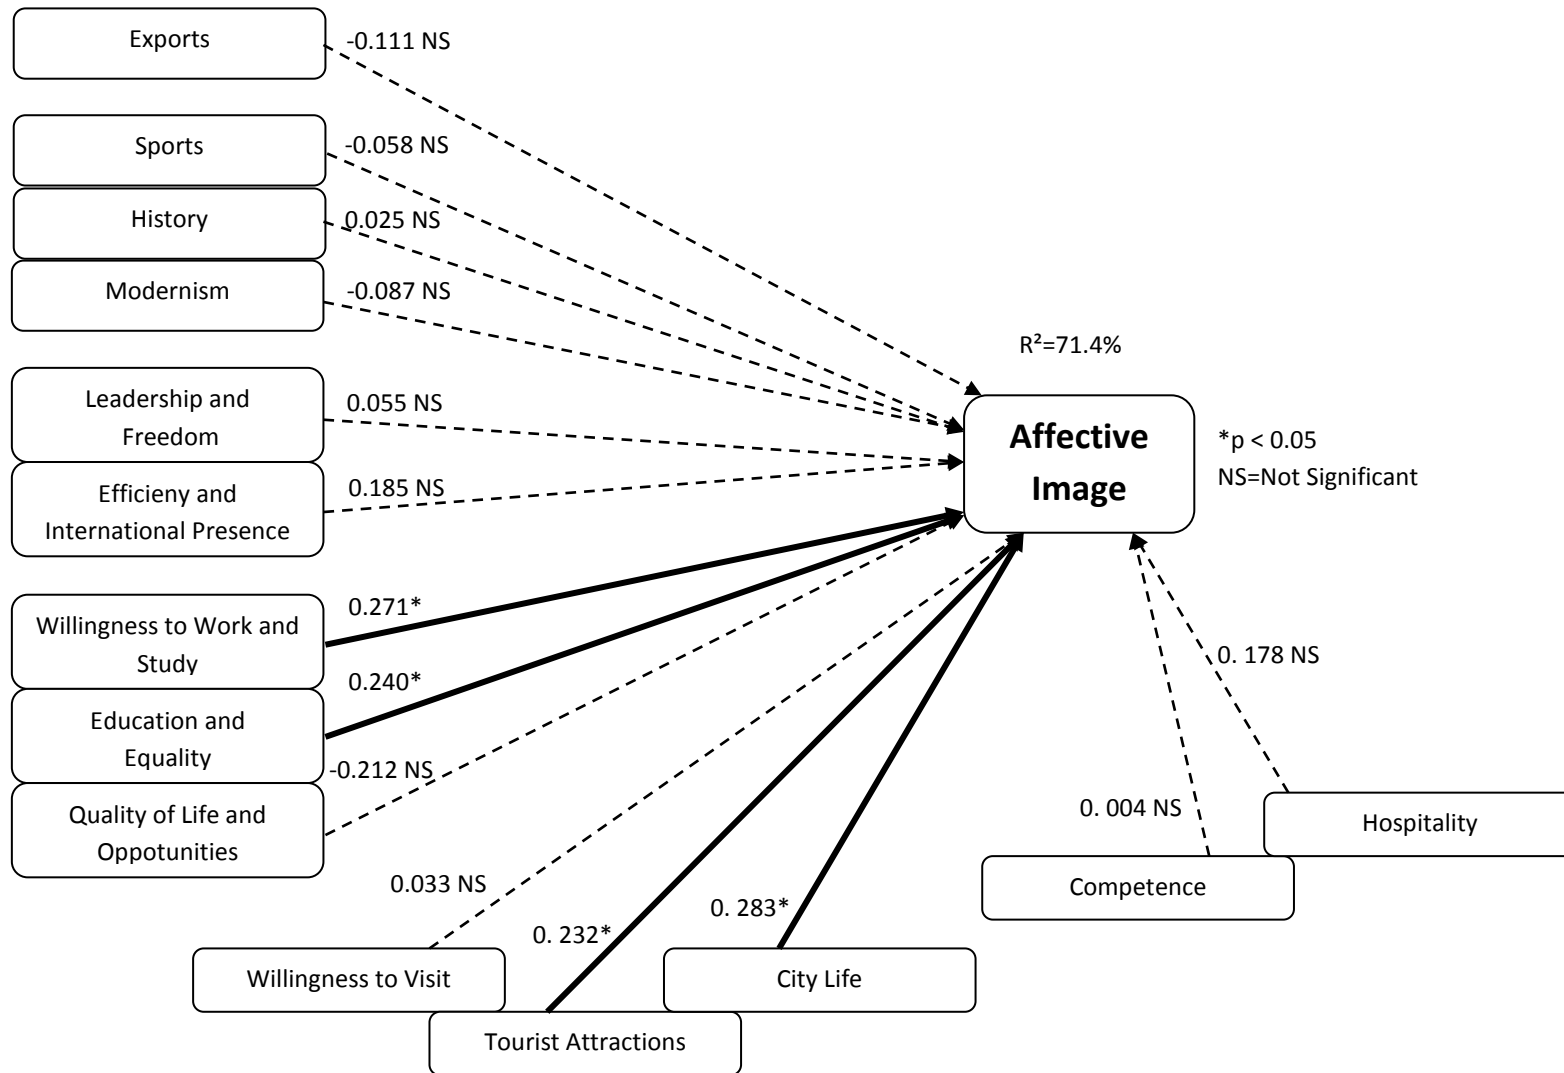 Exports
-0.111 NS
Sports
-0.058 NS
History
0.025 NS
Modernism
-0.087 NS
R²=71.4%
Leadership and
Freedom
0.055 NS
Affective
Image
*p < 0.05
NS=Not Significant
Efficieny and
International Presence
0.185 NS
Willingness to Work and
Study
0.271*
Education and
Equality
0.240*
Quality of Life and
Oppotunities
-0.212 NS
0. 178 NS
Hospitality
0. 004 NS
Competence
0.033 NS
Willingness to Visit
0. 232*
Tourist Attractions
0. 283*
City Life